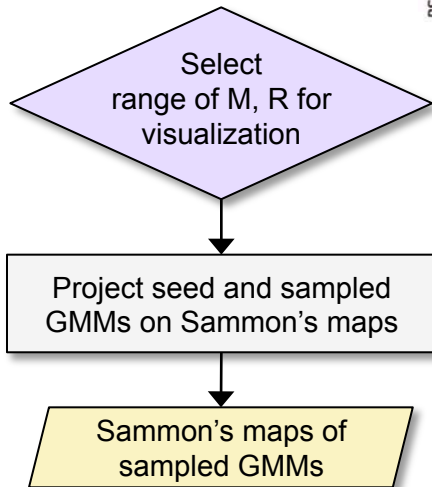 Select
range of M, R for
visualization
Project seed and sampled
GMMs on Sammon's maps
Sammon's maps of
sampled GMMs